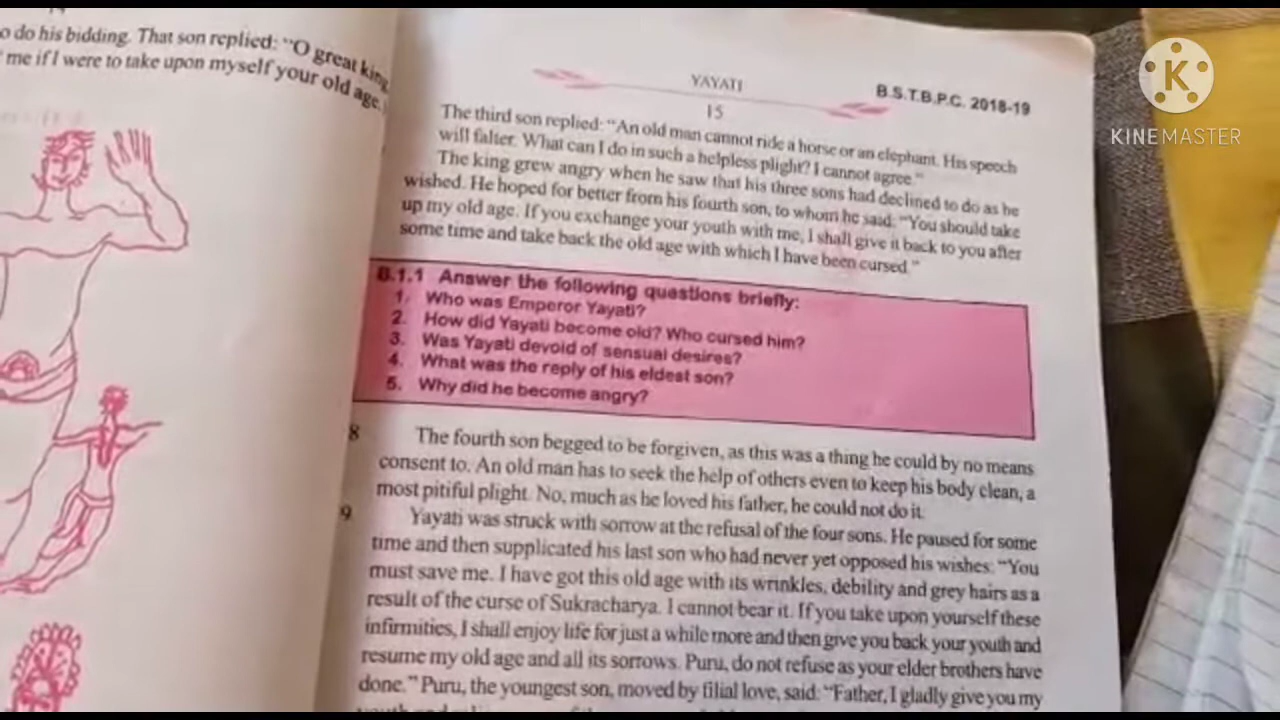 o do his bidding. That son replied: "O great king,
me if I were to take upon myself your old age,
YAYATI
B.S.T.B.P.C. 2018-19
15
The third son replied: "An old man cannot ride a horse or an elephant. His speech
will falter. What can I do in such a helpless plight? I cannot agree."
The king grew angry when he saw that his three sons had declined to do as he
wished. He hoped for better from his fourth son, to whom he said: "You should take
up my old age. If you exchange your youth with me, I shall give it back to you after
some time and take back the old age with which I have been cursed."
B.1.1 Answer the following questions briefly:
1. Who was Emperor Yayati?
2. How did Yayati become old? Who cursed him?
3. Was Yayati devoid of sensual desires?
4. What was the reply of his eldest son?
5. Why did he become angry?
8 The fourth son begged to be forgiven, as this was a thing he could by no means
consent to. An old man has to seek the help of others even to keep his body clean, a
most pitiful plight. No, much as he loved his father, he could not do it.
9 Yayati was struck with sorrow at the refusal of the four sons. He paused for some
time and then supplicated his last son who had never yet opposed his wishes: "You
must save me. I have got this old age with its wrinkles, debility and grey hairs as a
result of the curse of Sukracharya. I cannot bear it. If you take upon yourself these
infirmities, I shall enjoy life for just a while more and then give you back your youth and
resume my old age and all its sorrows. Puru, do not refuse as your elder brothers have
done." Puru, the youngest son, moved by filial love, said: "Father, I gladly give you my
K
KINEMASTER